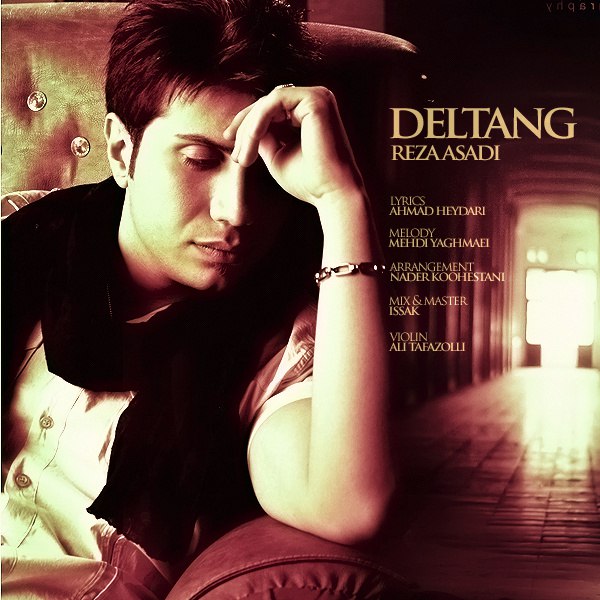 DELTANG
REZA ASADI
LYRICS
AHMAD HEYDARI
MELODY
MEHDI YAGHMAEI
ARRANGEMENT
NADER KOOHESTANI
MIX & MASTER
ISSAK
VIOLIN
ALI TAFAZOLLI